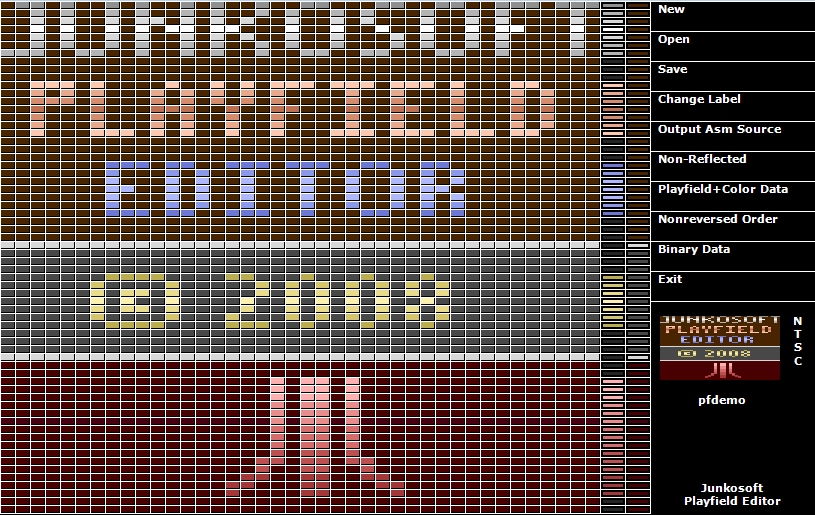 JUNKOSOFT
PLAYFIELD
EDITOR
© 2008
New
Open
Save
Change Label
Output Asm Source
Non-Reflected
Playfield+Color Data
Nonreversed Order
Binary Data
Exit
JUNKOSOFT
PLAYFIELD
EDITOR
© 2008
NTSC
pfdemo
Junkosoft
Playfield Editor